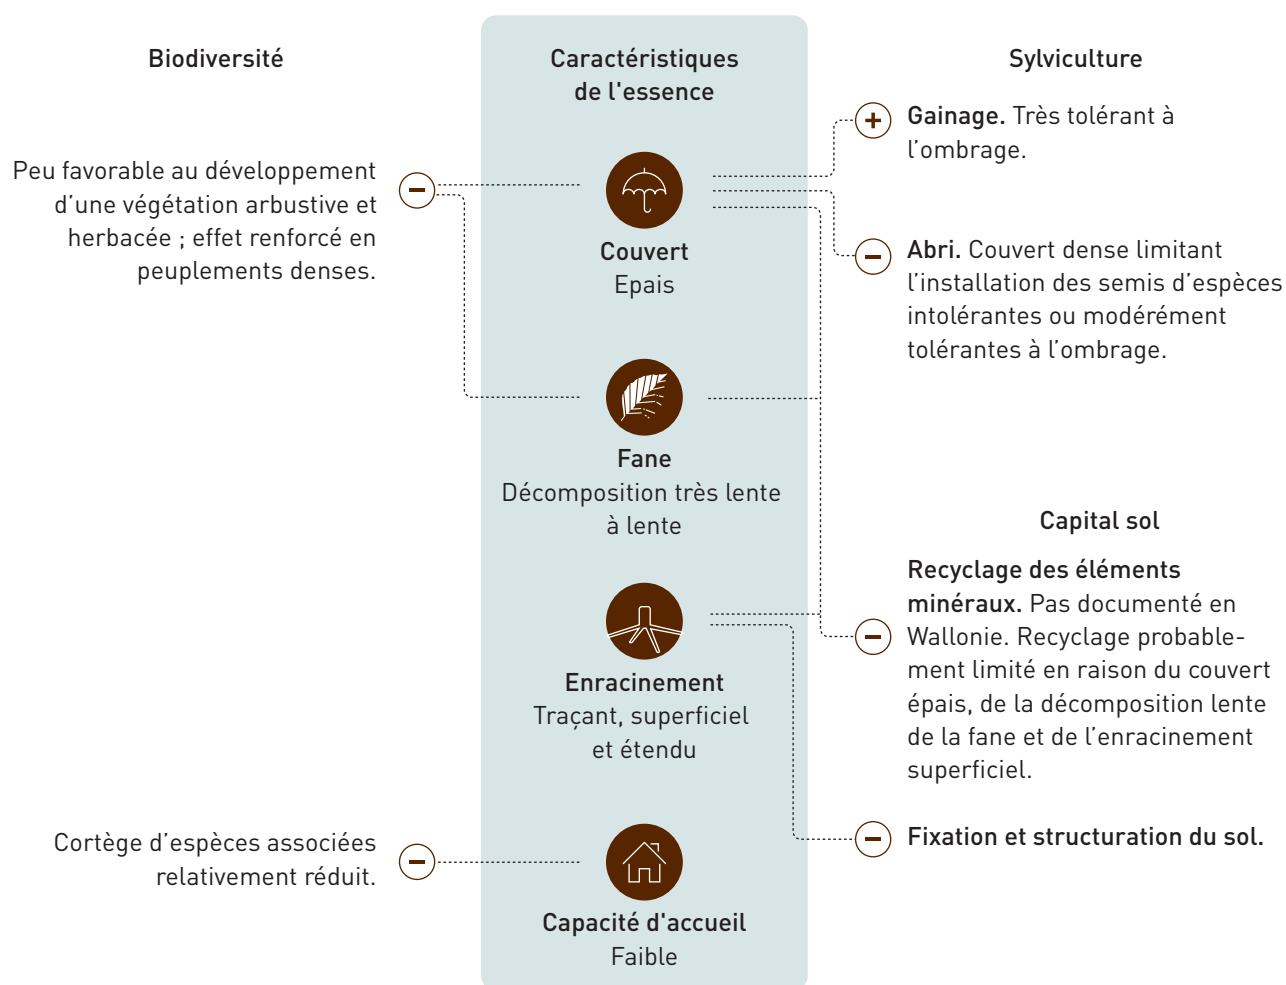 Biodiversité
Peu favorable au développement
d’une végétation arbustive et
herbacée ; effet renforcé en
peuplements denses.
Cortège d’espèces associées
relativement réduit.
Caractéristiques
de l'essence
Couvert
Epais
Fane
Décomposition très lente
à lente
Enracinement
Traçant, superficiel
et étendu
Capacité d'accueil
Faible
Sylviculture
Gainage. Très tolérant à
l’ombrage.
Abri. Couvert dense limitant
l’installation des semis d’espèces
intolérantes ou modérément
tolérantes à l’ombrage.
Capital sol
Recyclage des éléments
minéraux. Pas documenté en
Wallonie. Recyclage probable-
ment limité en raison du couvert
épais, de la décomposition lente
de la fane et de l’enracinement
superficiel.
Fixation et structuration du sol.